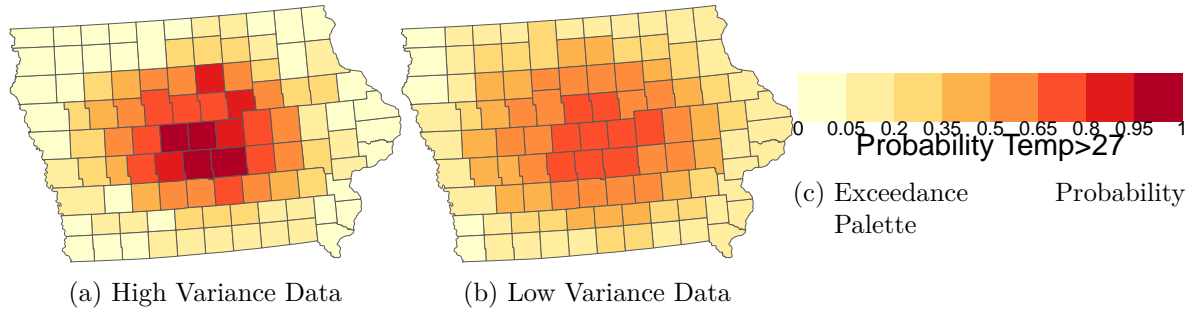 0 0.05 0.2 0.35 0.5 0.65 0.8 0.95 1
Probability Temp>27
(c) Exceedance Probability
Palette
(a) High Variance Data
(b) Low Variance Data